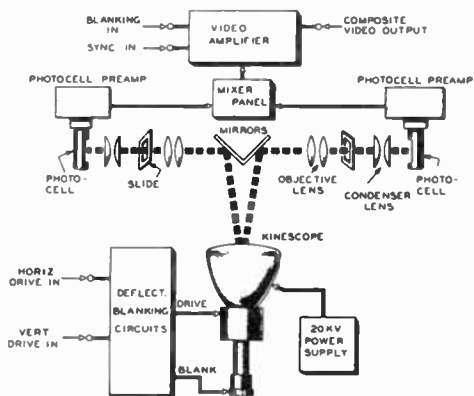 BLANKING
IN
SYNC IN
VIDEO
AMPLIFIER
COMPOSITE
VIDEO OUTPUT
PHOTOCELL PREAMP
MIXER
PANEL
PHOTOCELL PREAMP
MIRRORS
PHOTO-
CELL
SLIDE
OBJECTIVE
LENS
CONDENSER
LENS
PHOTO-
CELL
KINESCOPE
HORIZ
DRIVE IN
VERT
DRIVE IN
DEFLECT.
BLANKING
CIRCUITS
DRIVE
BLANK
20 KV
POWER
SUPPLY